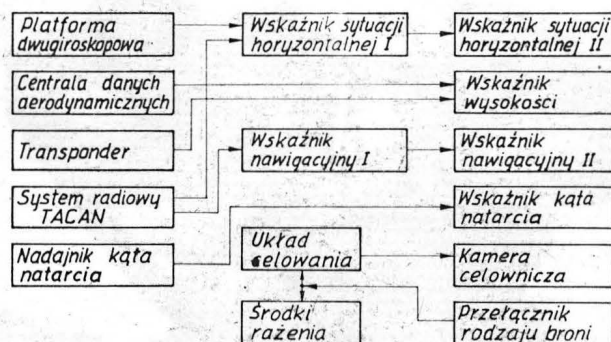 Platforma
dwugiroskopowa
Wskaźnik sytuacji
horyzontalnej I
Wskaźnik sytuacji
horyzontalnej II
Centrala danych
aerodynamicznych
Wskaźnik
wysokości
Transponder
Wskaźnik
nawigacyjny I
Wskaźnik
nawigacyjny II
System radiowy
TACAN
Wskaźnik kąta
natarcia
Nadajnik kąta
natarcia
Układ
celowania
Kamera
celownicza
Środki
rażenia
Przełącznik
rodzaju broni